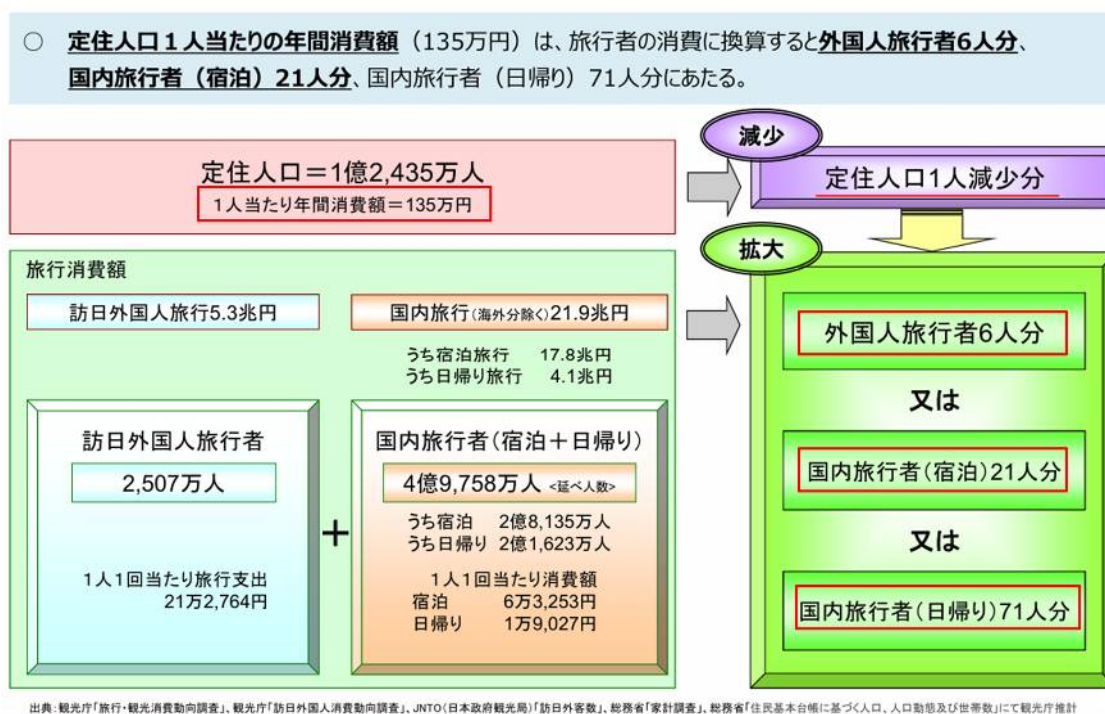 ○ 定住人口1人当たりの年間消費額（135万円）は、旅行者の消費に換算すると外国人旅行者6人分、
国内旅行者（宿泊）21人分、国内旅行者（日帰り）71人分にあたる。
定住人口＝1億2,435万人
1人当たり年間消費額＝135万円
減少
定住人口1人減少分
旅行消費額
訪日外国人旅行5.3兆円
国内旅行（海外分除く）21.9兆円
うち宿泊旅行 17.8兆円
うち日帰り旅行 4.1兆円
訪日外国人旅行者
2,507万人
1人1回当たり旅行支出
21万2,764円
＋
国内旅行者（宿泊＋日帰り）
4億9,758万人 <延べ人数>
うち宿泊 2億8,135万人
うち日帰り 2億1,623万人
1人1回当たり消費額
宿泊 6万3,253円
日帰り 1万9,027円
拡大
外国人旅行者6人分
又は
国内旅行者（宿泊）21人分
又は
国内旅行者（日帰り）71人分
出典：観光庁「旅行・観光消費動向調査」、観光庁「訪日外国人消費動向調査」、JNTO（日本政府観光局）「訪日外客数」、総務省「家計調査」、総務省「住民基本台帳に基づく人口、人口動態及び世帯数」にて観光庁推計